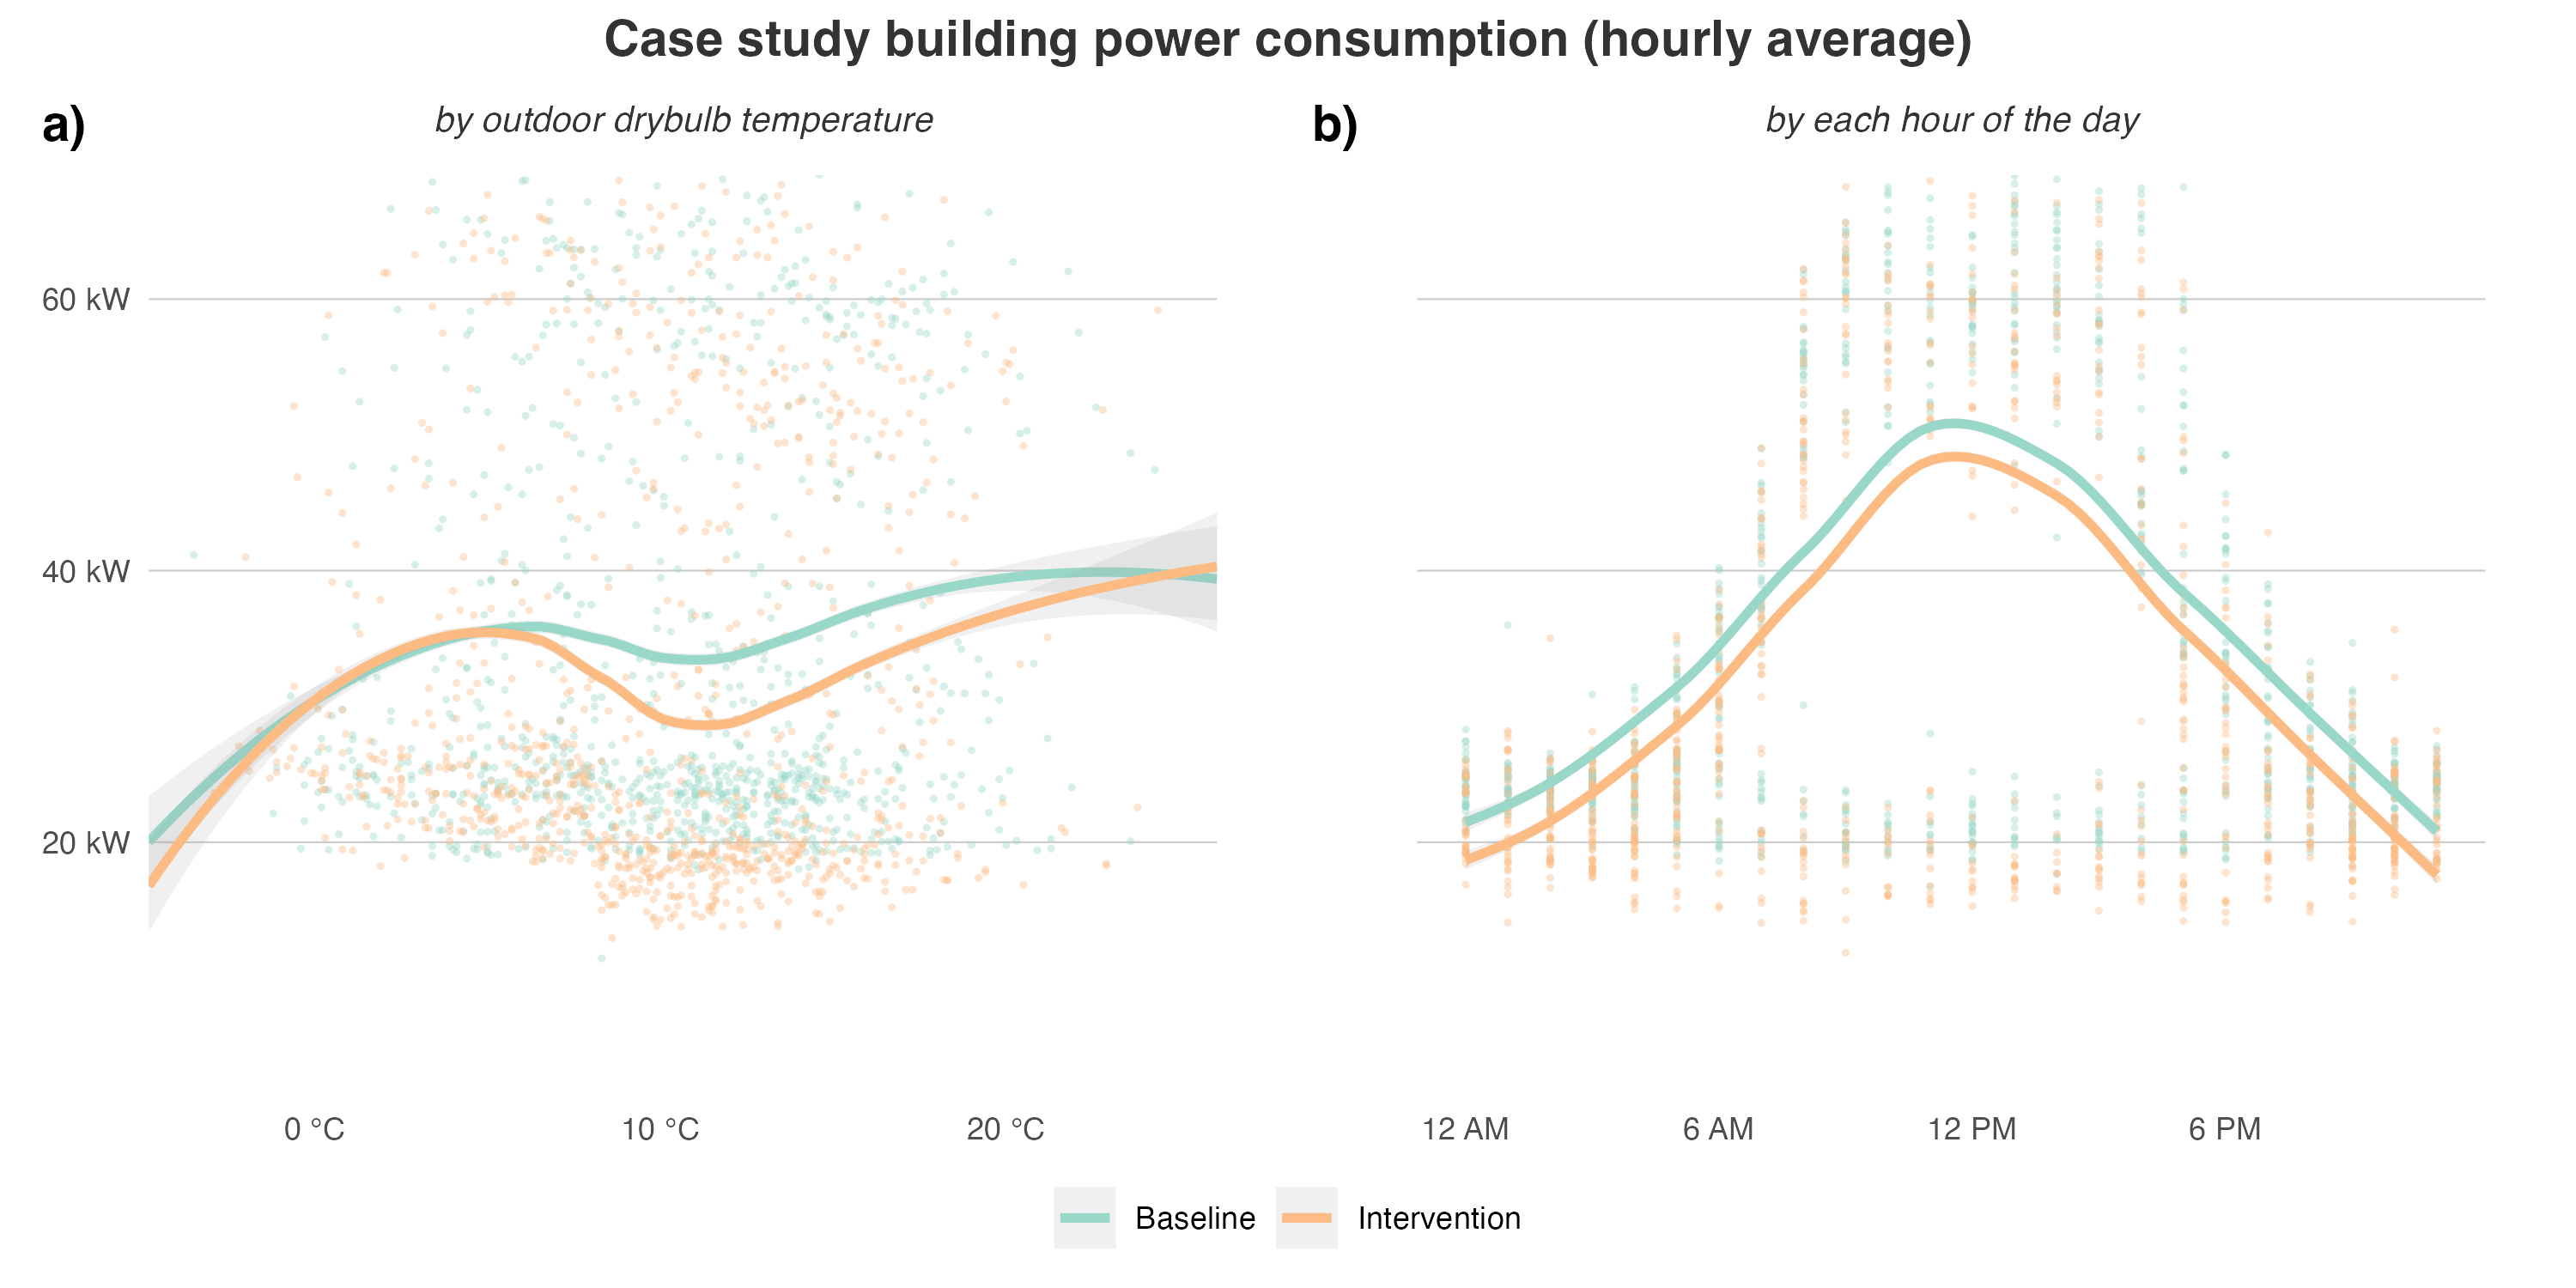 Case study building power consumption (hourly average)
a)
by outdoor drybulb temperature
b)
by each hour of the day
60 kW
40 kW
20 kW
0 °C 10 °C 20 °C
12 AM 6 AM 12 PM 6 PM
Baseline Intervention